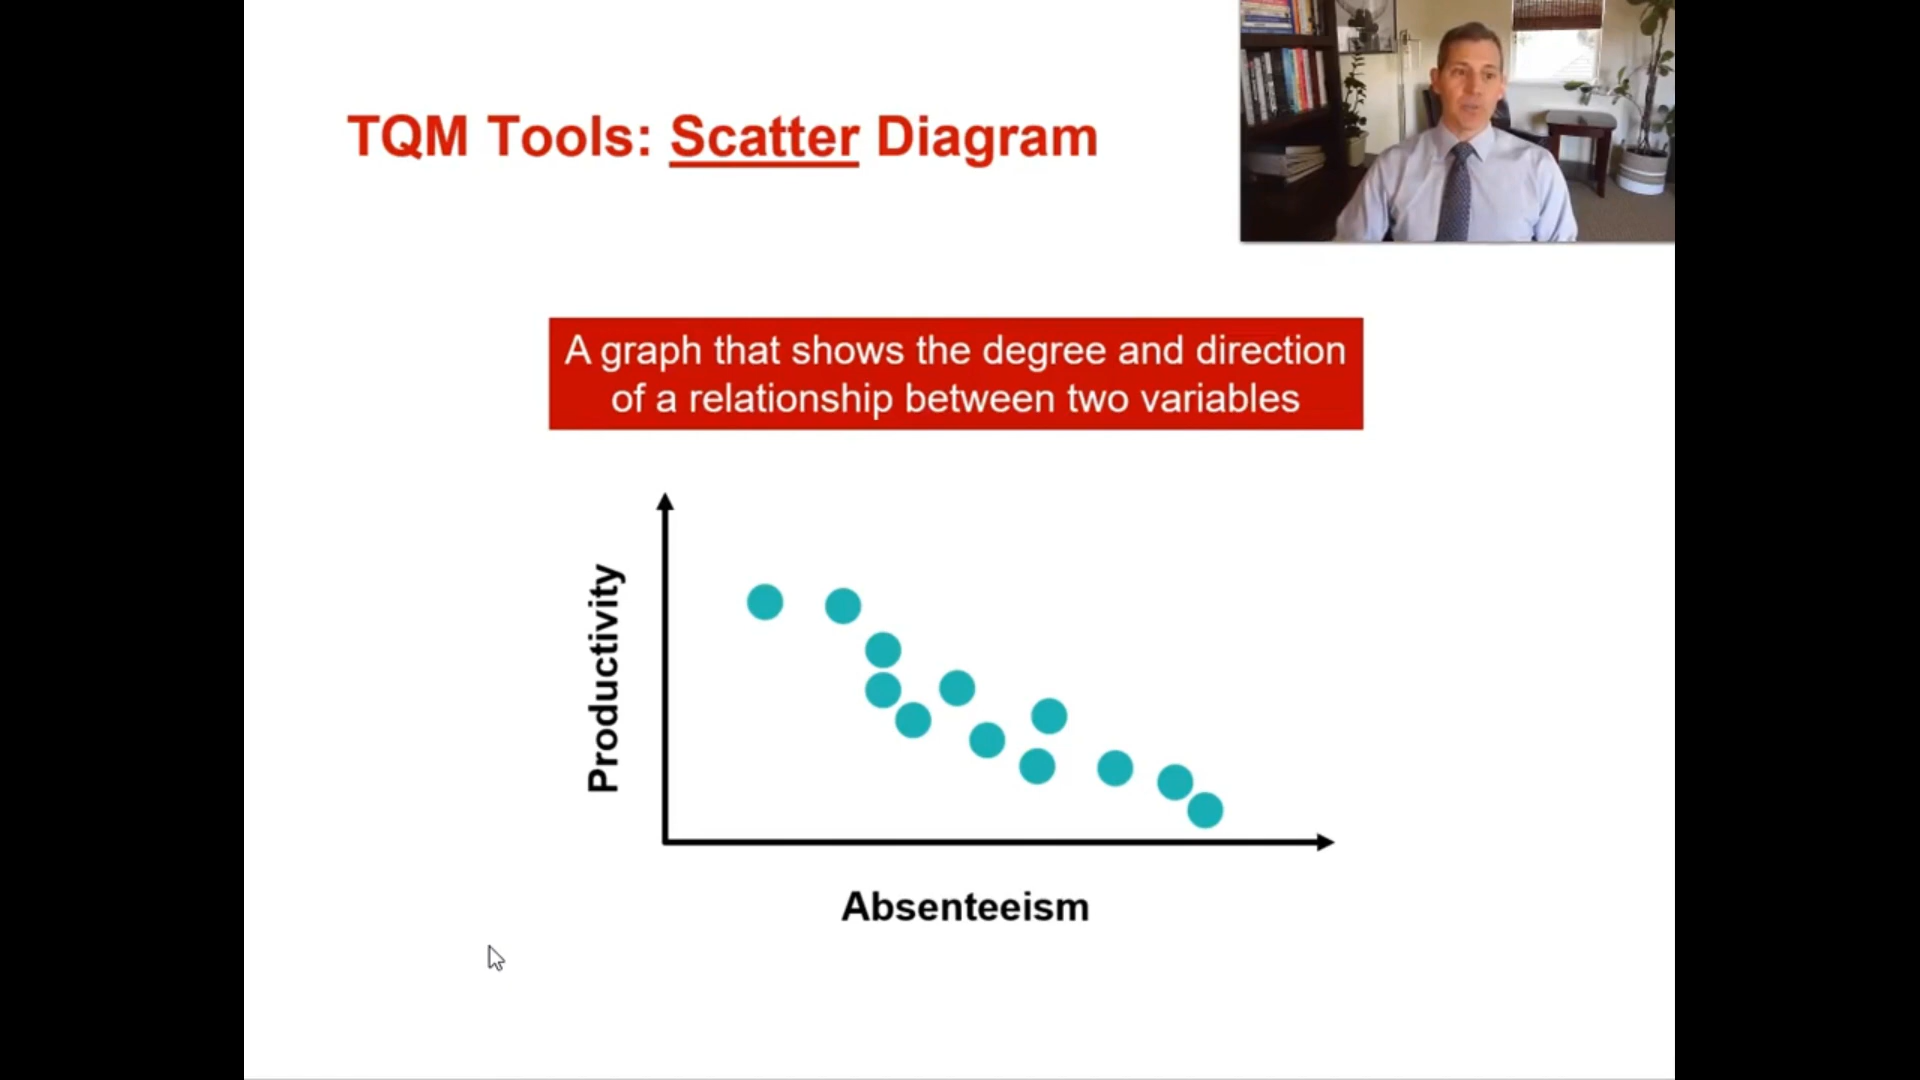 TQM Tools: Scatter Diagram
A graph that shows the degree and direction
of a relationship between two variables
Productivity
Absenteeism